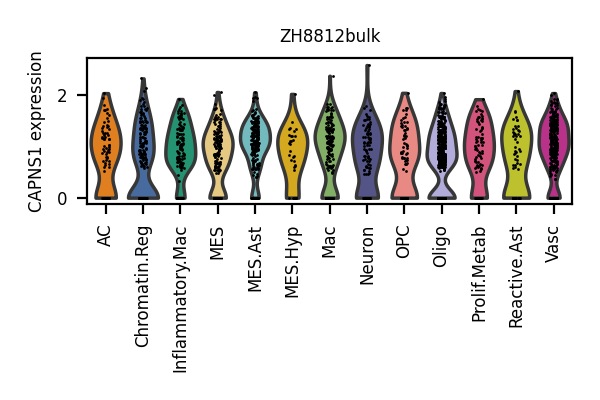 ZH8812bulk
CAPNS1 expression
2
0
AC
Chromatin.Reg
Inflammatory.Mac
MES
MES.Ast
MES.Hyp
Mac
Neuron
OPC
Oligo
Prolif.Metab
Reactive.Ast
Vasc